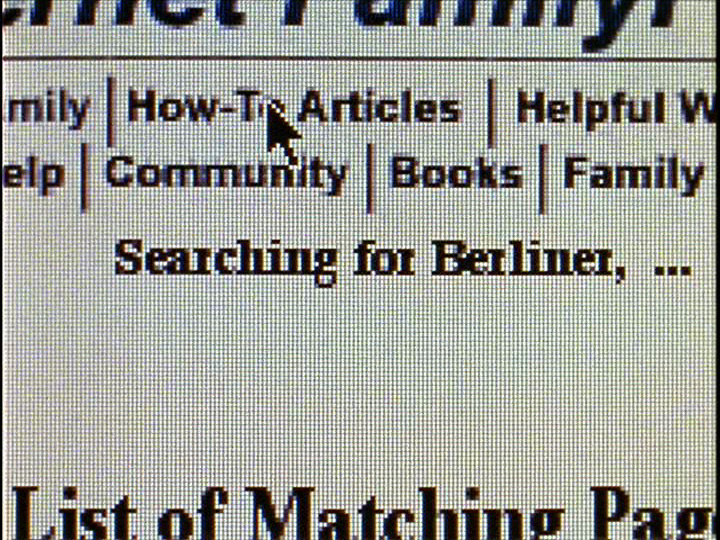 ernet Family!
mily | How-To Articles | Helpful W
elp | Community | Books | Family
Searching for Berliner, ...
List of Matching Pag